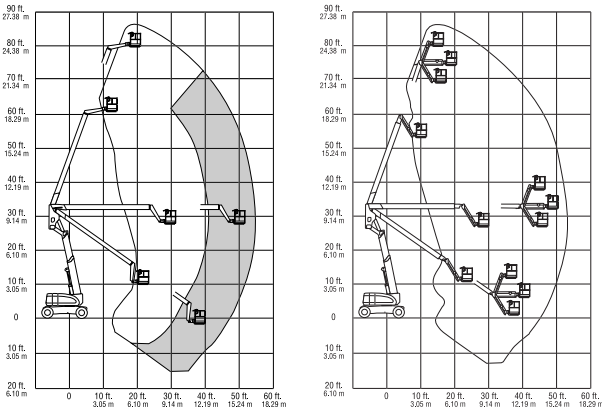 90 ft.
27.38 m
80 ft.
24.38 m
70 ft.
21.34 m
60 ft.
18.29 m
50 ft.
15.24 m
40 ft.
12.19 m
30 ft.
9.14 m
20 ft.
6.10 m
10 ft.
3.05 m
0
10 ft.
3.05 m
20 ft.
6.10 m
0 10 ft. 20 ft. 30 ft. 40 ft. 50 ft. 60 ft.
3.05 m 6.10 m 9.14 m 12.19 m 15.24 m 18.29 m
90 ft.
27.38 m
80 ft.
24,38 m
70 ft.
21.34 m
60 ft.
18.29 m
50 ft.
15.24 m
40 ft.
12.19 m
30 ft.
9.14 m
20 ft.
6.10 m
10 ft.
3.05 m
0
10 ft.
3.05 m
20 ft.
6.10 m
0 10 ft. 20 ft. 30 ft. 40 ft. 50 ft. 60 ft.
3.05 m 6.10 m 9.14 m 12.19 m 15.24 m 18.29 m